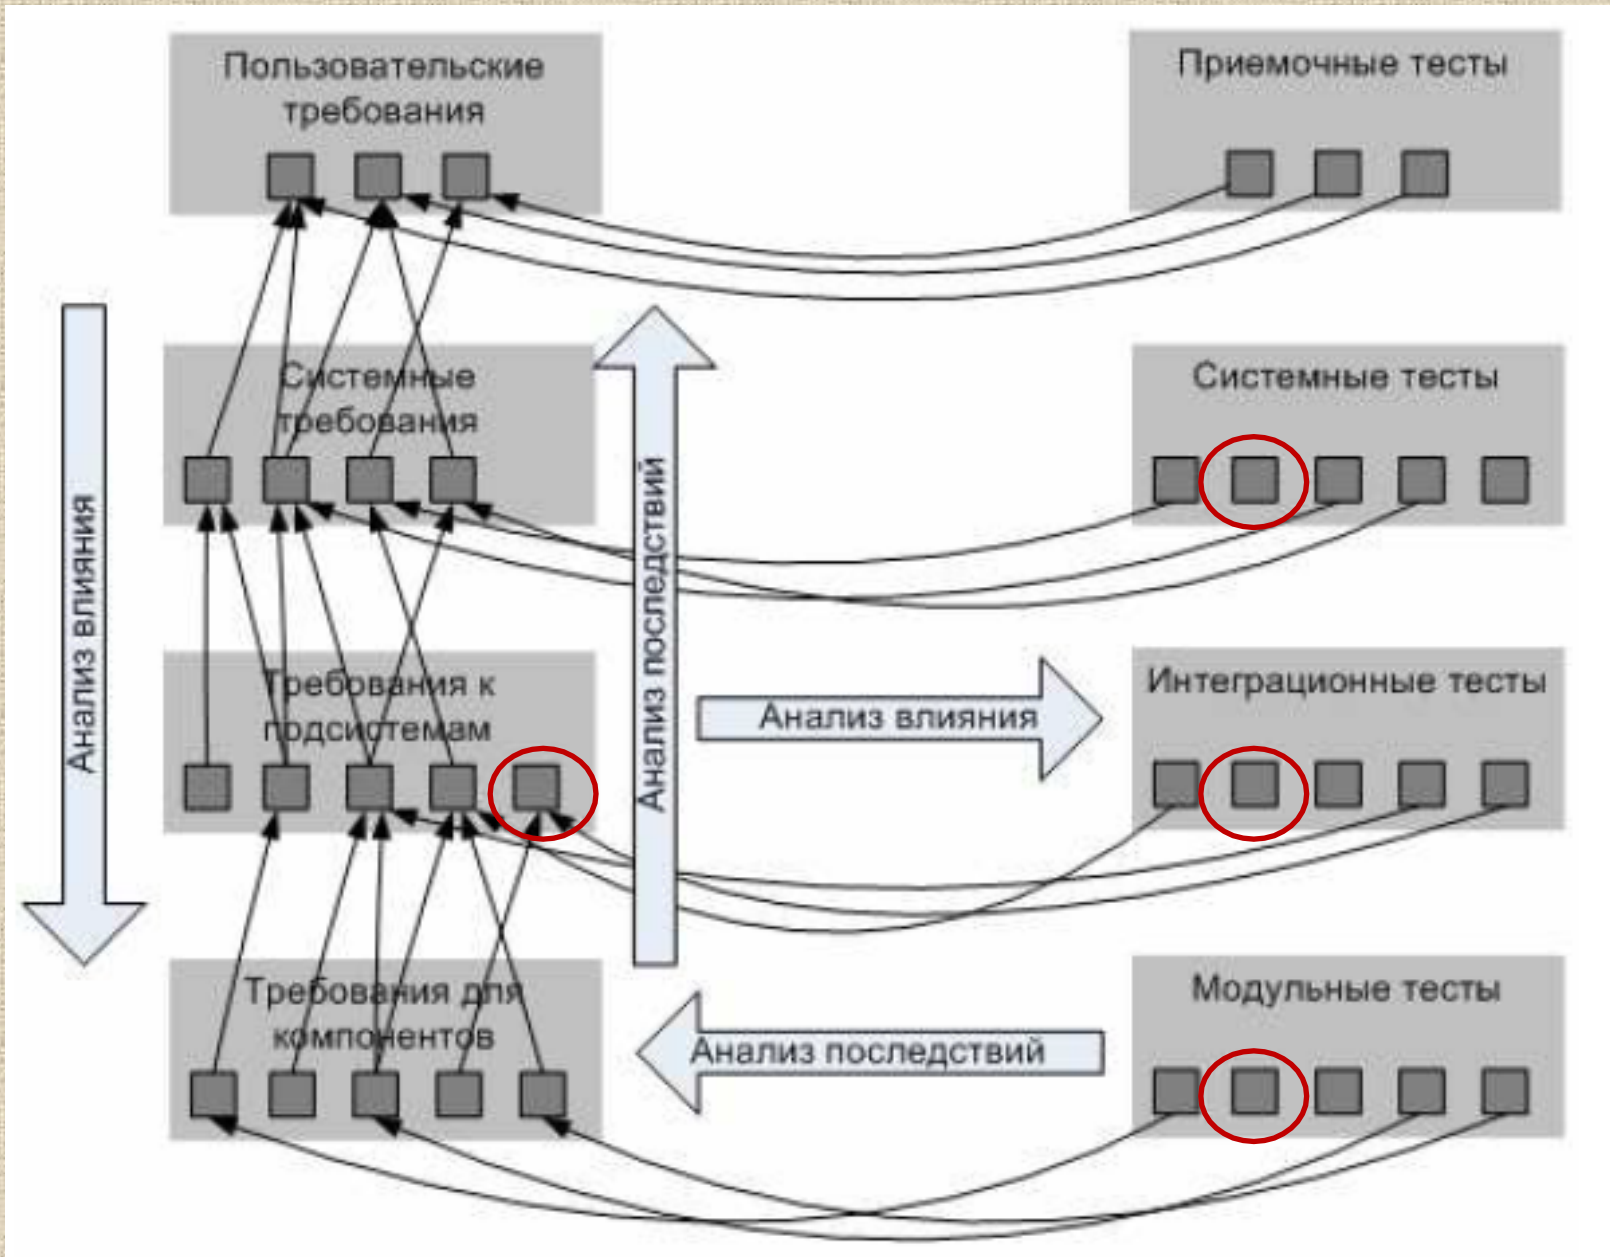 Пользовательские
требования
Приемочные тесты
Системные
требования
Системные тесты
Анализ влияния
Анализ последствий
Требования к
подсистемам
Анализ влияния
Интеграционные тесты
Требования для
компонентов
Анализ последствий
Модульные тесты